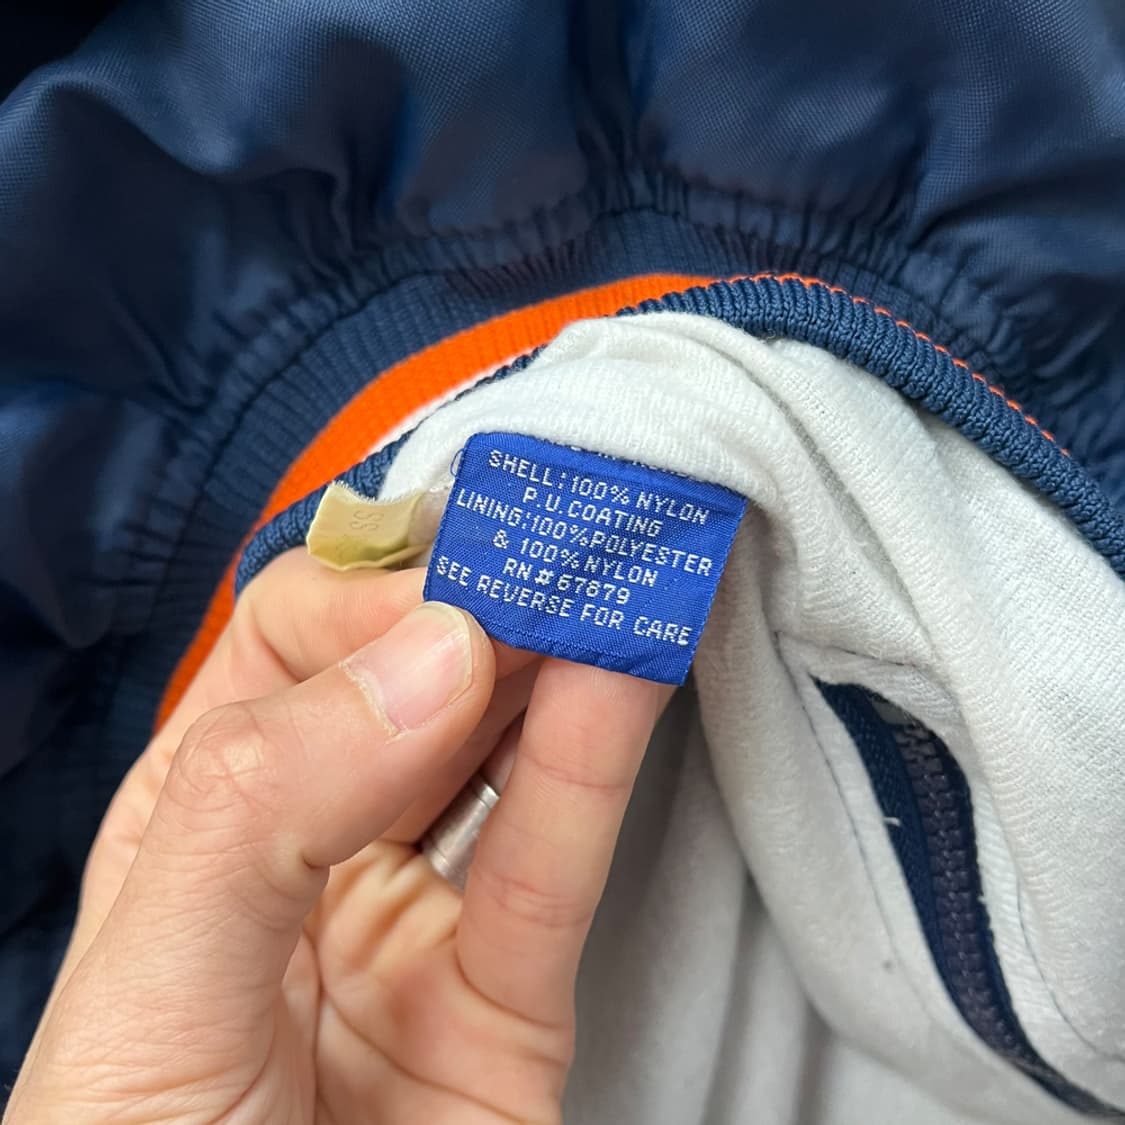 SHELL:100% NYLON
P.U.COATING
LINING:100%POLYESTER
& 100% NYLON
RN # 67879
SEE REVERSE FOR CARE